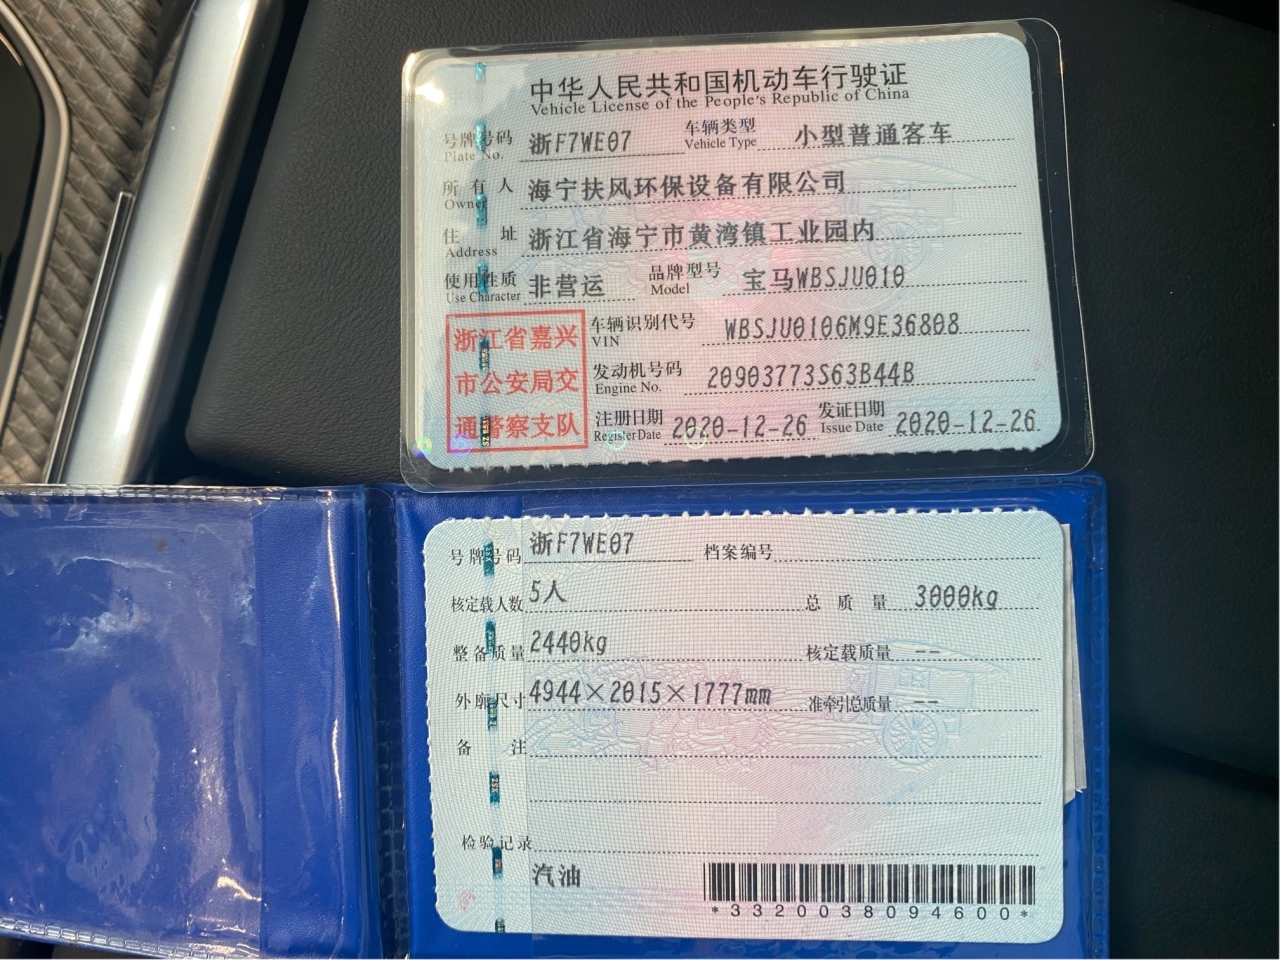 中华人民共和国机动车行驶证
Vehicle License of the People's Republic of China
号牌号码 浙F7WE07 车辆类型 小型普通客车
Plate No. Vehicle Type
所有人 海宁扶风环保设备有限公司
Owner
住址 浙江省海宁市黄湾镇工业园内
Address
使用性质 非营运 品牌型号 宝马WBSJU010
Use Character Model
浙江省嘉兴
市公安局交
通警察支队
车辆识别代号 WBSJU0106M9E36808
VIN
发动机号码 20903773S63B44B
Engine No.
注册日期 2020-12-26 发证日期 2020-12-26
Register Date Issue Date
号牌号码 浙F7WE07 档案编号
核定载人数 5人 总质量 3000kg
整备质量 2440kg 核定载质量 --
外廓尺寸 4944×2015×1777mm 准牵引总质量 --
备注
检验记录
汽油
*3320038094600*